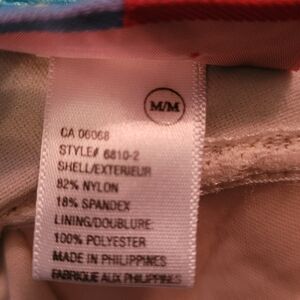 M/M
CA 06068
STYLE# 6810-2
SHELL/EXTERIEUR
82% NYLON
18% SPANDEX
LINING/DOUBLURE:
100% POLYESTER
MADE IN PHILIPPINES
FABRIQUE AUX PHILIPPINES